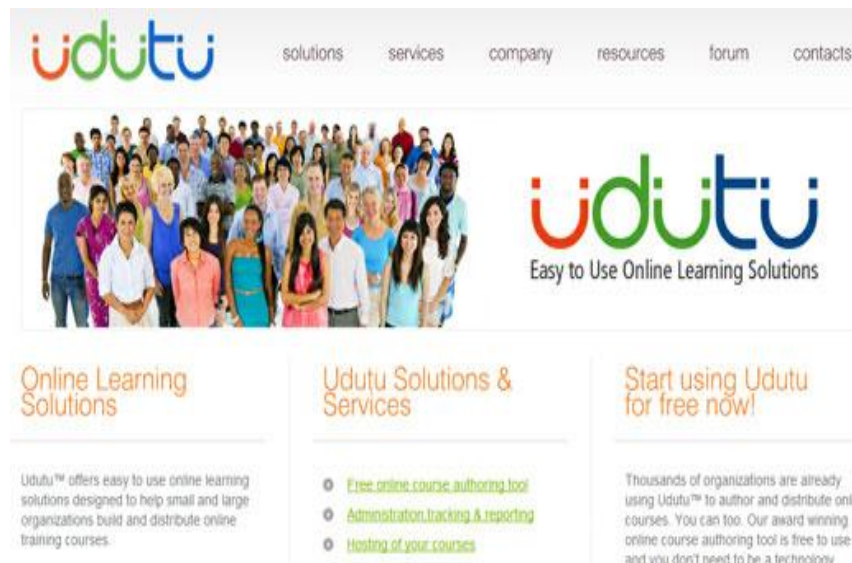 udutu
solutions services company resources forum contacts
udutu
Easy to Use Online Learning Solutions
Online Learning
Solutions
Udutu™ offers easy to use online learning
solutions designed to help small and large
organizations build and distribute online
training courses.
Udutu Solutions &
Services
Free online course authoring tool
Administration,tracking & reporting
Hosting of your courses
Start using Udutu
for free now!
Thousands of organizations are already
using Udutu™ to author and distribute onl
courses. You can too. Our award winning
online course authoring tool is free to use
and you don't need to be a technology